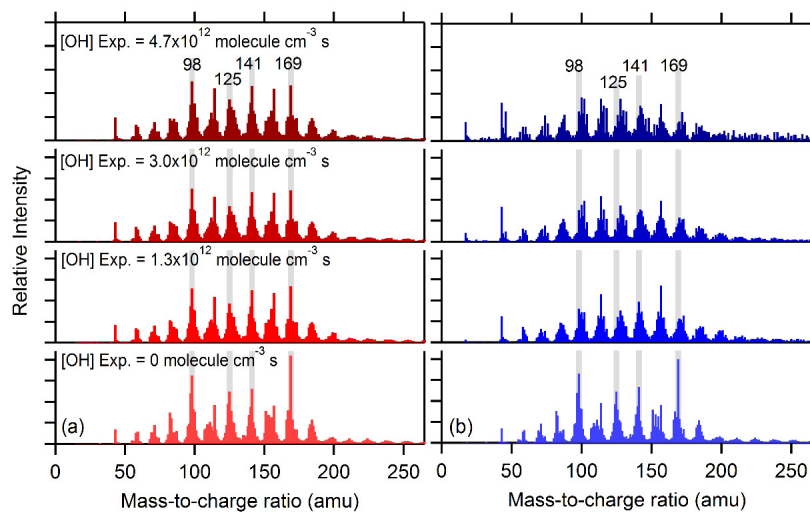 [OH] Exp. = 4.7x10¹² molecule cm⁻³ s
98
125
141
169
[OH] Exp. = 3.0x10¹² molecule cm⁻³ s
[OH] Exp. = 1.3x10¹² molecule cm⁻³ s
[OH] Exp. = 0 molecule cm⁻³ s
(a)
Relative Intensity
0 50 100 150 200 250
Mass-to-charge ratio (amu)
98
125
141
169
(b)
0 50 100 150 200 250
Mass-to-charge ratio (amu)